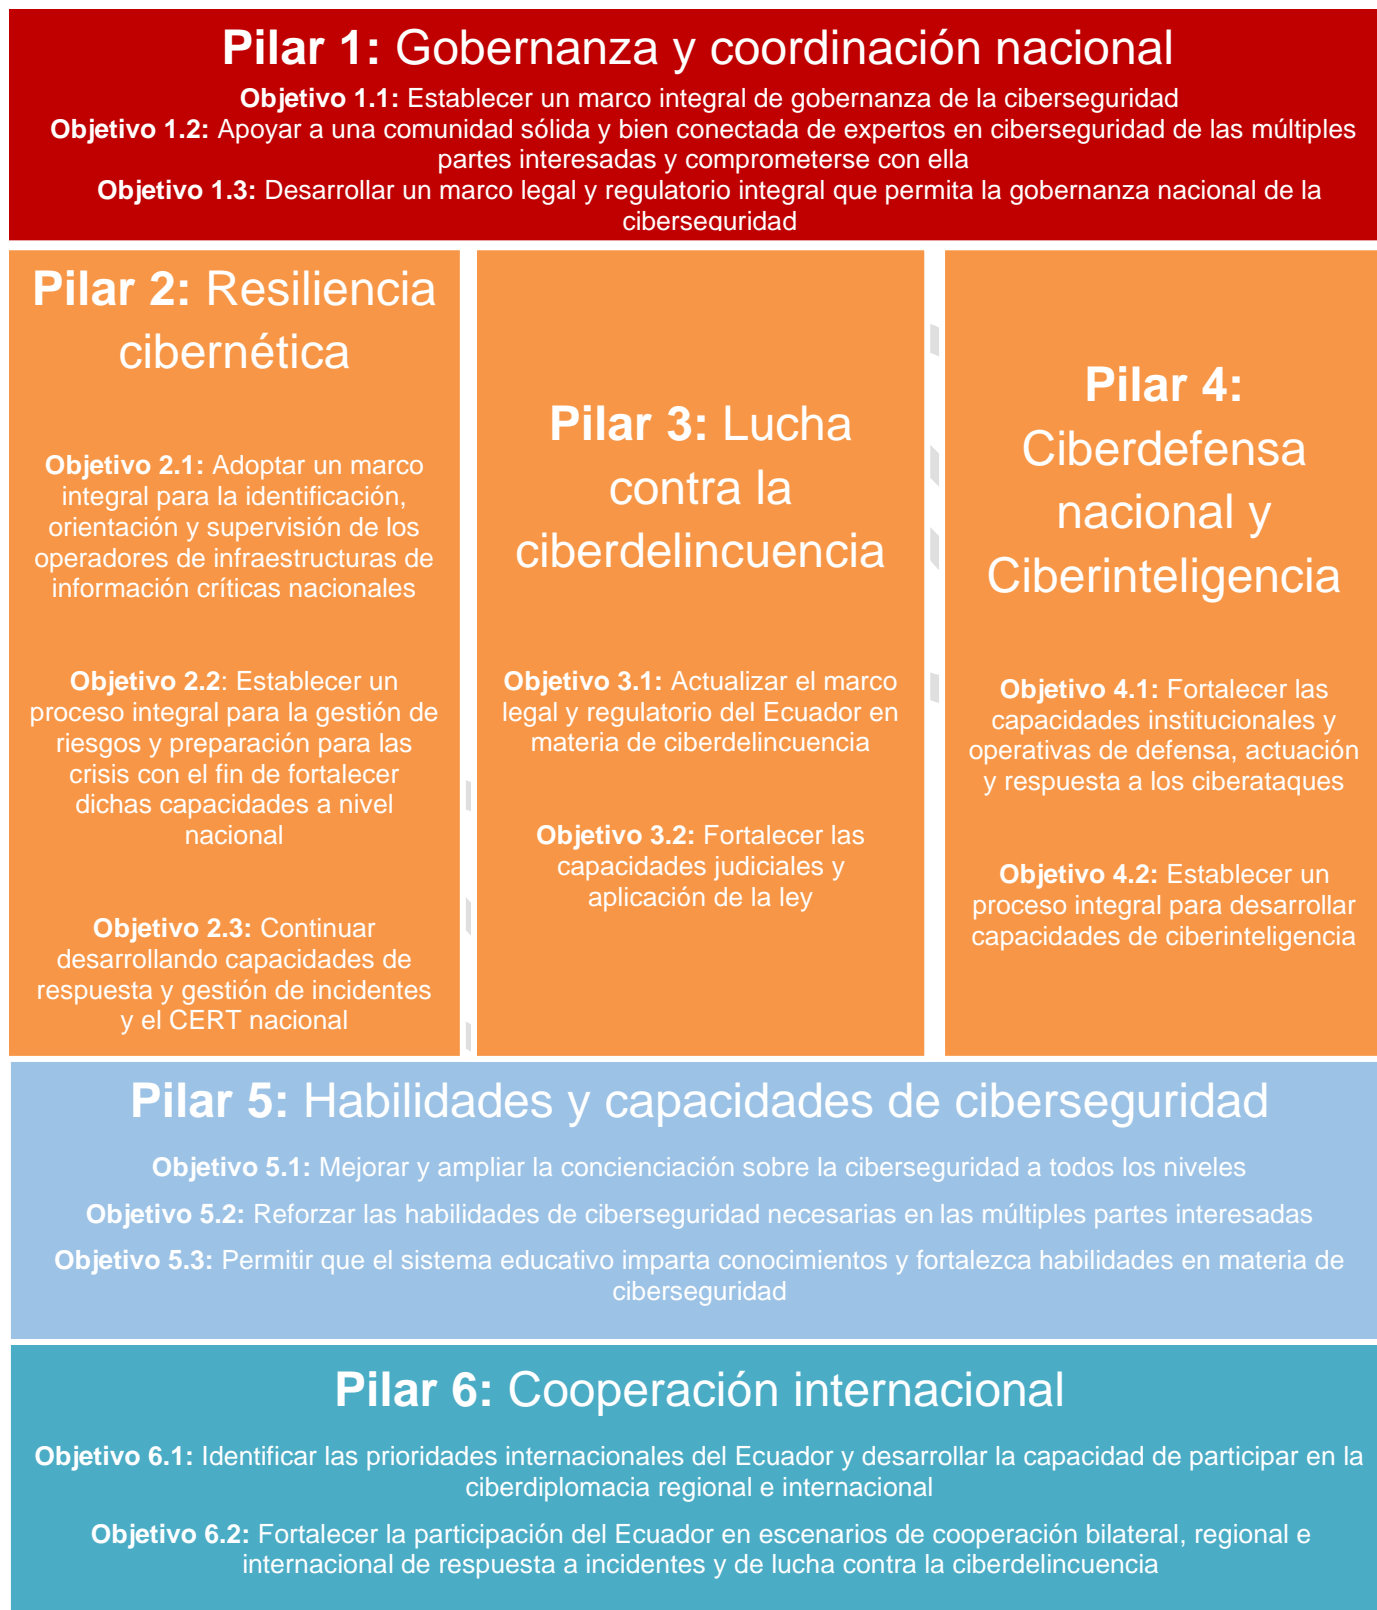 Pilar 1: Gobernanza y coordinación nacional
Objetivo 1.1: Establecer un marco integral de gobernanza de la ciberseguridad
Objetivo 1.2: Apoyar a una comunidad sólida y bien conectada de expertos en ciberseguridad de las múltiples
partes interesadas y comprometerse con ella
Objetivo 1.3: Desarrollar un marco legal y regulatorio integral que permita la gobernanza nacional de la
ciberseguridad
Pilar 2: Resiliencia
cibernética
Objetivo 2.1: Adoptar un marco
integral para la identificación,
orientación y supervisión de los
operadores de infraestructuras de
información críticas nacionales
Objetivo 2.2: Establecer un
proceso integral para la gestión de
riesgos y preparación para las
crisis con el fin de fortalecer
dichas capacidades a nivel
nacional
Objetivo 2.3: Continuar
desarrollando capacidades de
respuesta y gestión de incidentes
y el CERT nacional
Pilar 3: Lucha
contra la
ciberdelincuencia
Objetivo 3.1: Actualizar el marco
legal y regulatorio del Ecuador en
materia de ciberdelincuencia
Objetivo 3.2: Fortalecer las
capacidades judiciales y
aplicación de la ley
Pilar 4:
Ciberdefensa
nacional y
Ciberinteligencia
Objetivo 4.1: Fortalecer las
capacidades institucionales y
operativas de defensa, actuación
y respuesta a los ciberataques
Objetivo 4.2: Establecer un
proceso integral para desarrollar
capacidades de ciberinteligencia
Pilar 5: Habilidades y capacidades de ciberseguridad
Objetivo 5.1: Mejorar y ampliar la concienciación sobre la ciberseguridad a todos los niveles
Objetivo 5.2: Reforzar las habilidades de ciberseguridad necesarias en las múltiples partes interesadas
Objetivo 5.3: Permitir que el sistema educativo imparta conocimientos y fortalezca habilidades en materia de
ciberseguridad
Pilar 6: Cooperación internacional
Objetivo 6.1: Identificar las prioridades internacionales del Ecuador y desarrollar la capacidad de participar en la
ciberdiplomacia regional e internacional
Objetivo 6.2: Fortalecer la participación del Ecuador en escenarios de cooperación bilateral, regional e
internacional de respuesta a incidentes y de lucha contra la ciberdelincuencia